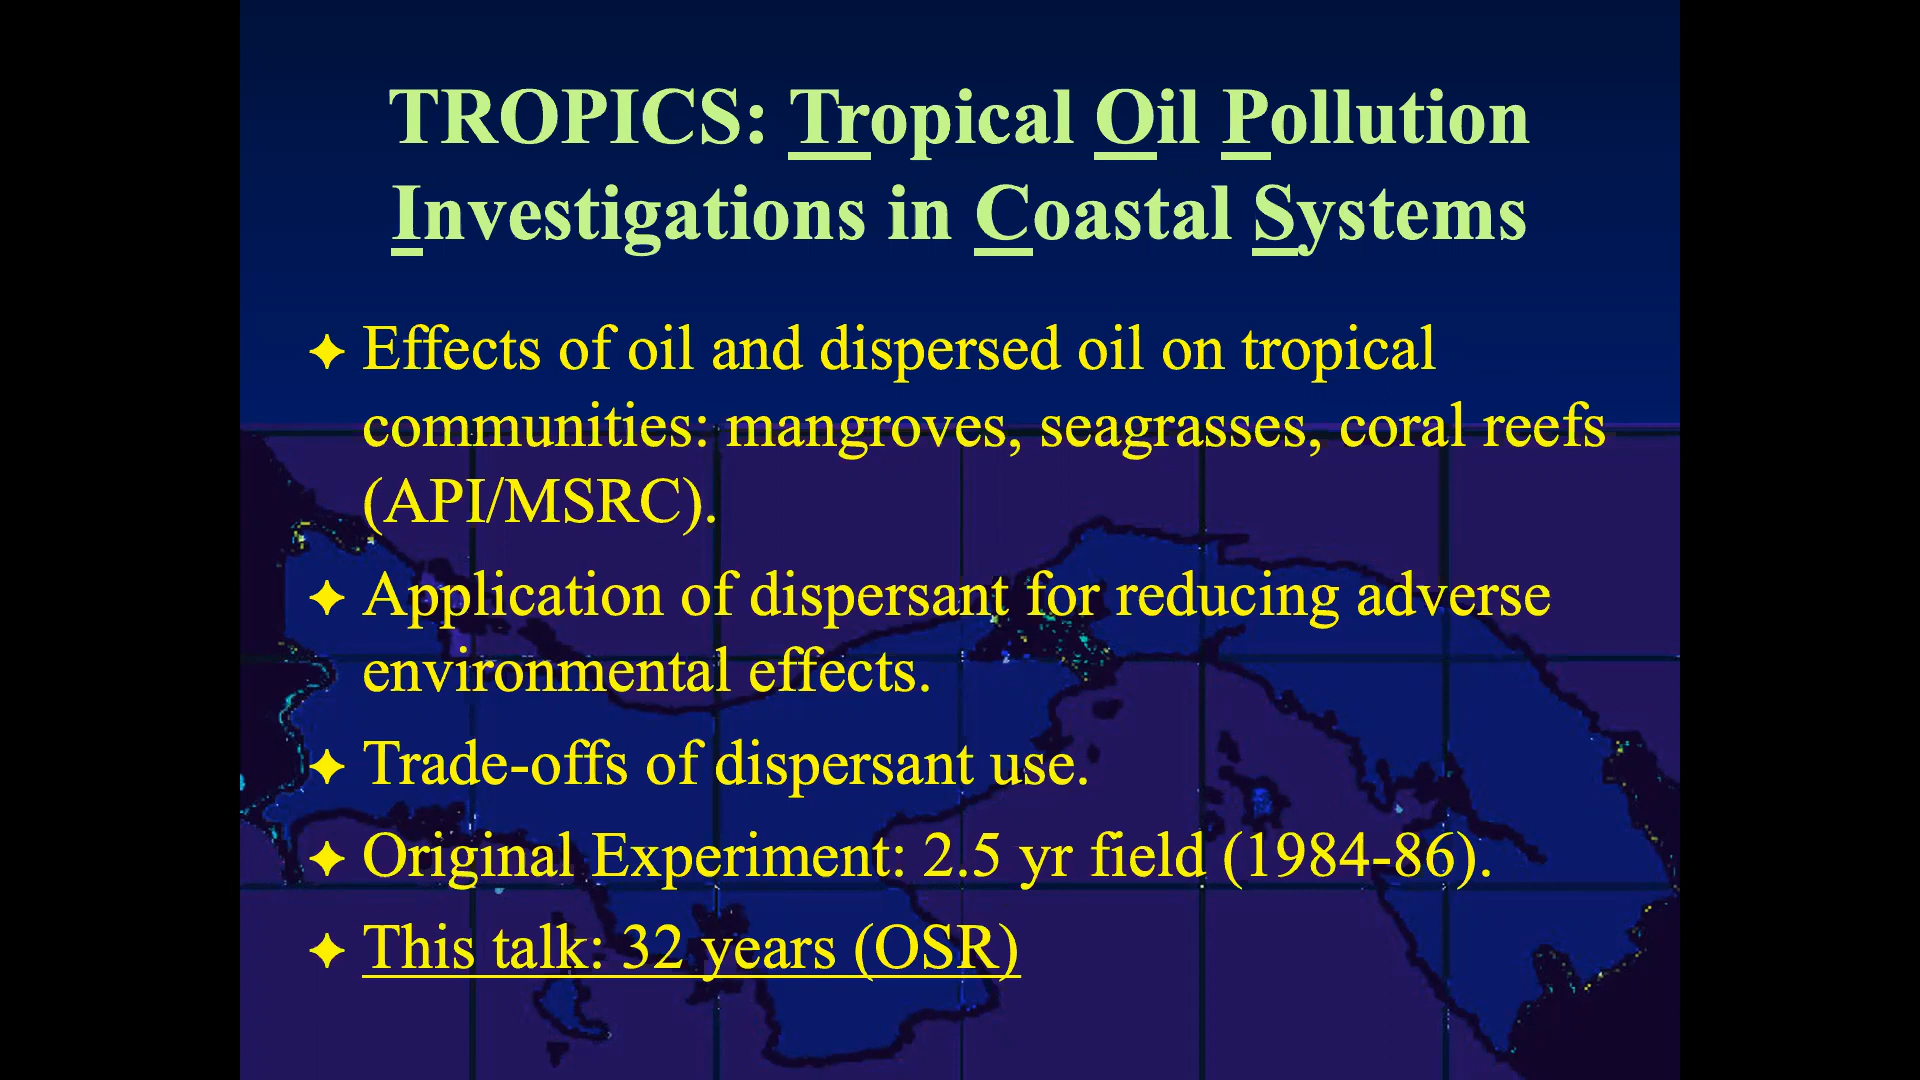 TROPICS: Tropical Oil Pollution
Investigations in Coastal Systems
Effects of oil and dispersed oil on tropical
communities: mangroves, seagrasses, coral reefs
(API/MSRC).
Application of dispersant for reducing adverse
environmental effects.
Trade-offs of dispersant use.
Original Experiment: 2.5 yr field (1984-86).
This talk: 32 years (OSR)